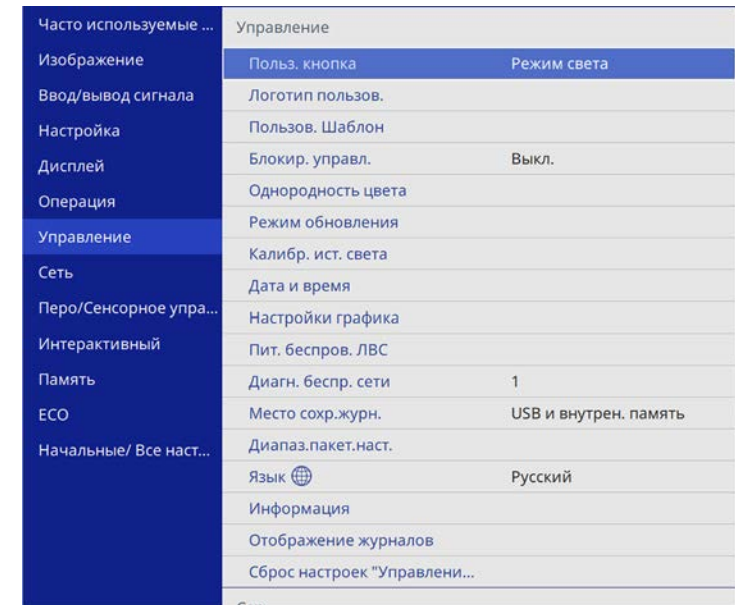 Часто используемые ...
Изображение
Ввод/вывод сигнала
Настройка
Дисплей
Операция
Управление
Сеть
Перо/Сенсорное упра...
Интерактивный
Память
ECO
Начальные/ Все наст...
Управление
Польз. кнопка Режим света
Логотип пользов.
Пользов. Шаблон
Блокир. управл. Выкл.
Однородность цвета
Режим обновления
Калибр. ист. света
Дата и время
Настройки графика
Пит. беспров. ЛВС
Диагн. беспр. сети 1
Место сохр.журн. USB и внутрен. память
Диапаз.пакет.наст.
Язык Русский
Информация
Отображение журналов
Сброс настроек "Управлени...